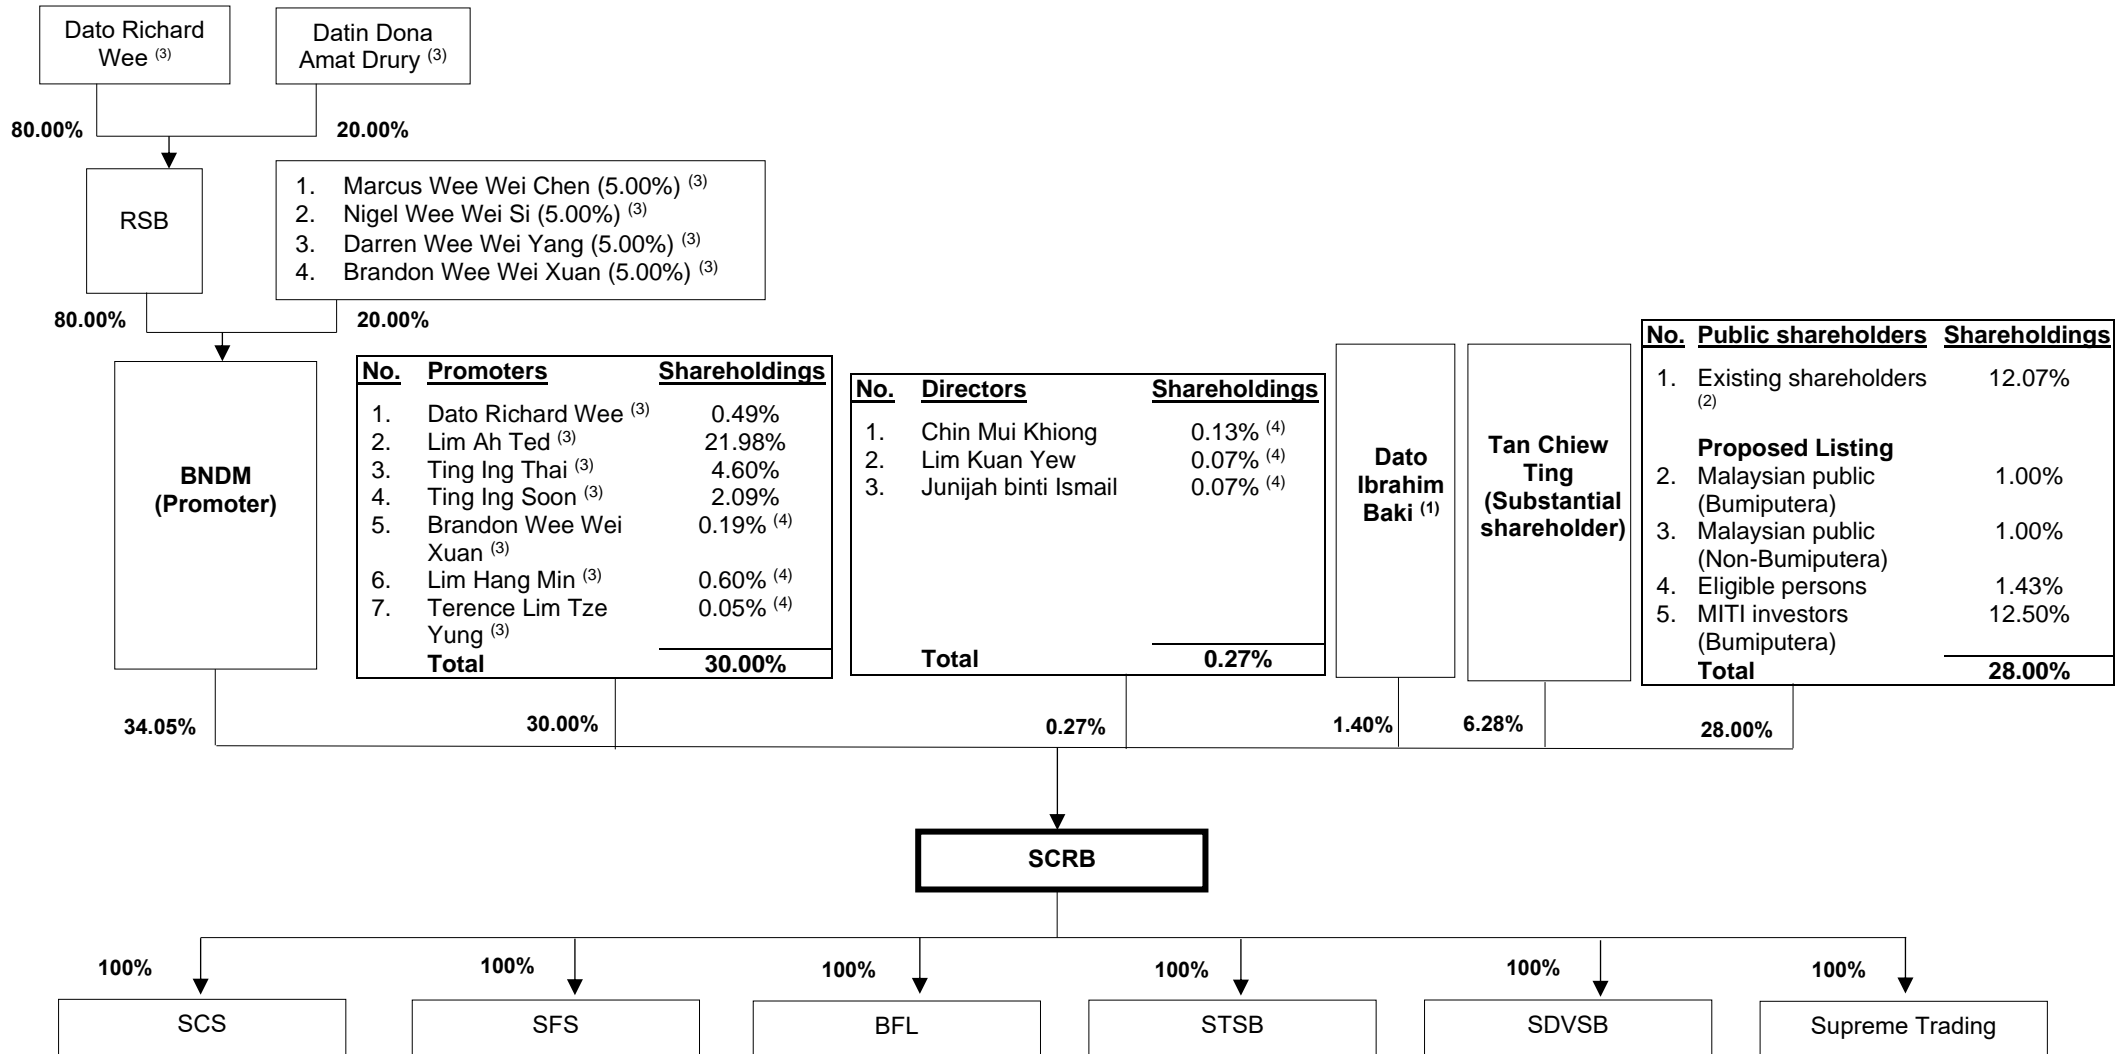 Dato Richard
Wee (3)
Datin Dona
Amat Drury (3)
80.00%
20.00%
RSB
1. Marcus Wee Wei Chen (5.00%) (3)
2. Nigel Wee Wei Si (5.00%) (3)
3. Darren Wee Wei Yang (5.00%) (3)
4. Brandon Wee Wei Xuan (5.00%) (3)
80.00%
20.00%
BNDM
(Promoter)
No. Promoters Shareholdings
1. Dato Richard Wee (3) 0.49%
2. Lim Ah Ted (3) 21.98%
3. Ting Ing Thai (3) 4.60%
4. Ting Ing Soon (3) 2.09%
5. Brandon Wee Wei 0.19% (4)
Xuan (3)
6. Lim Hang Min (3) 0.60% (4)
7. Terence Lim Tze 0.05% (4)
Yung (3)
Total 30.00%
No. Directors Shareholdings
1. Chin Mui Khiong 0.13% (4)
2. Lim Kuan Yew 0.07% (4)
3. Junijah binti Ismail 0.07% (4)
Total 0.27%
Dato
Ibrahim
Baki (1)
Tan Chiew
Ting
(Substantial
shareholder)
No. Public shareholders Shareholdings
1. Existing shareholders 12.07%
(2)
Proposed Listing
2. Malaysian public 1.00%
(Bumiputera)
3. Malaysian public 1.00%
(Non-Bumiputera)
4. Eligible persons 1.43%
5. MITI investors 12.50%
(Bumiputera)
Total 28.00%
34.05%
30.00%
0.27%
1.40%
6.28%
28.00%
SCRB
100%
100%
100%
100%
100%
100%
SCS
SFS
BFL
STSB
SDVSB
Supreme Trading